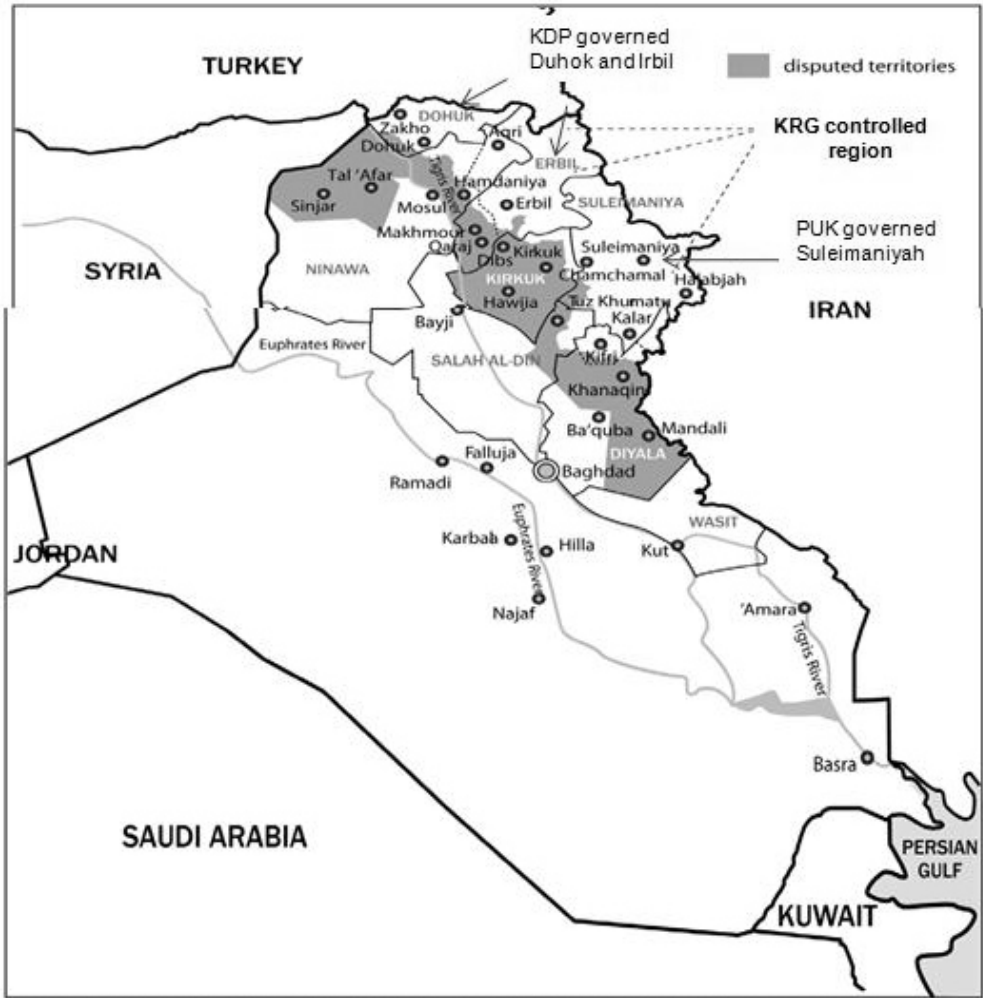 KDP governed
Duhok and Irbil
TURKEY
disputed territories
DOHUK
Zakho
Dohuk
Aqri
KRG controlled
region
ERBIL
Tal 'Afar
Tigris River
Hamdaniya
Sinjar
Mosul
Erbil
SULEIMANIYA
Makhmour
Qaraj
Dibs
Kirkuk
Suleimaniya
PUK governed
Suleimaniyah
SYRIA
NINAWA
KIRKUK
Chamchamal
Halabjah
Hawijia
Tuz Khumatu
IRAN
Bayji
Kalar
Euphrates River
SALAH AL-DIN
Kifri
Khanaqin
Ba'quba
Mandali
Falluja
DIYALA
Ramadi
Baghdad
Euphrates River
WASIT
JORDAN
Karbala
Hilla
Kut
Najaf
'Amara
Tigris River
Basra
SAUDI ARABIA
PERSIAN
GULF
KUWAIT